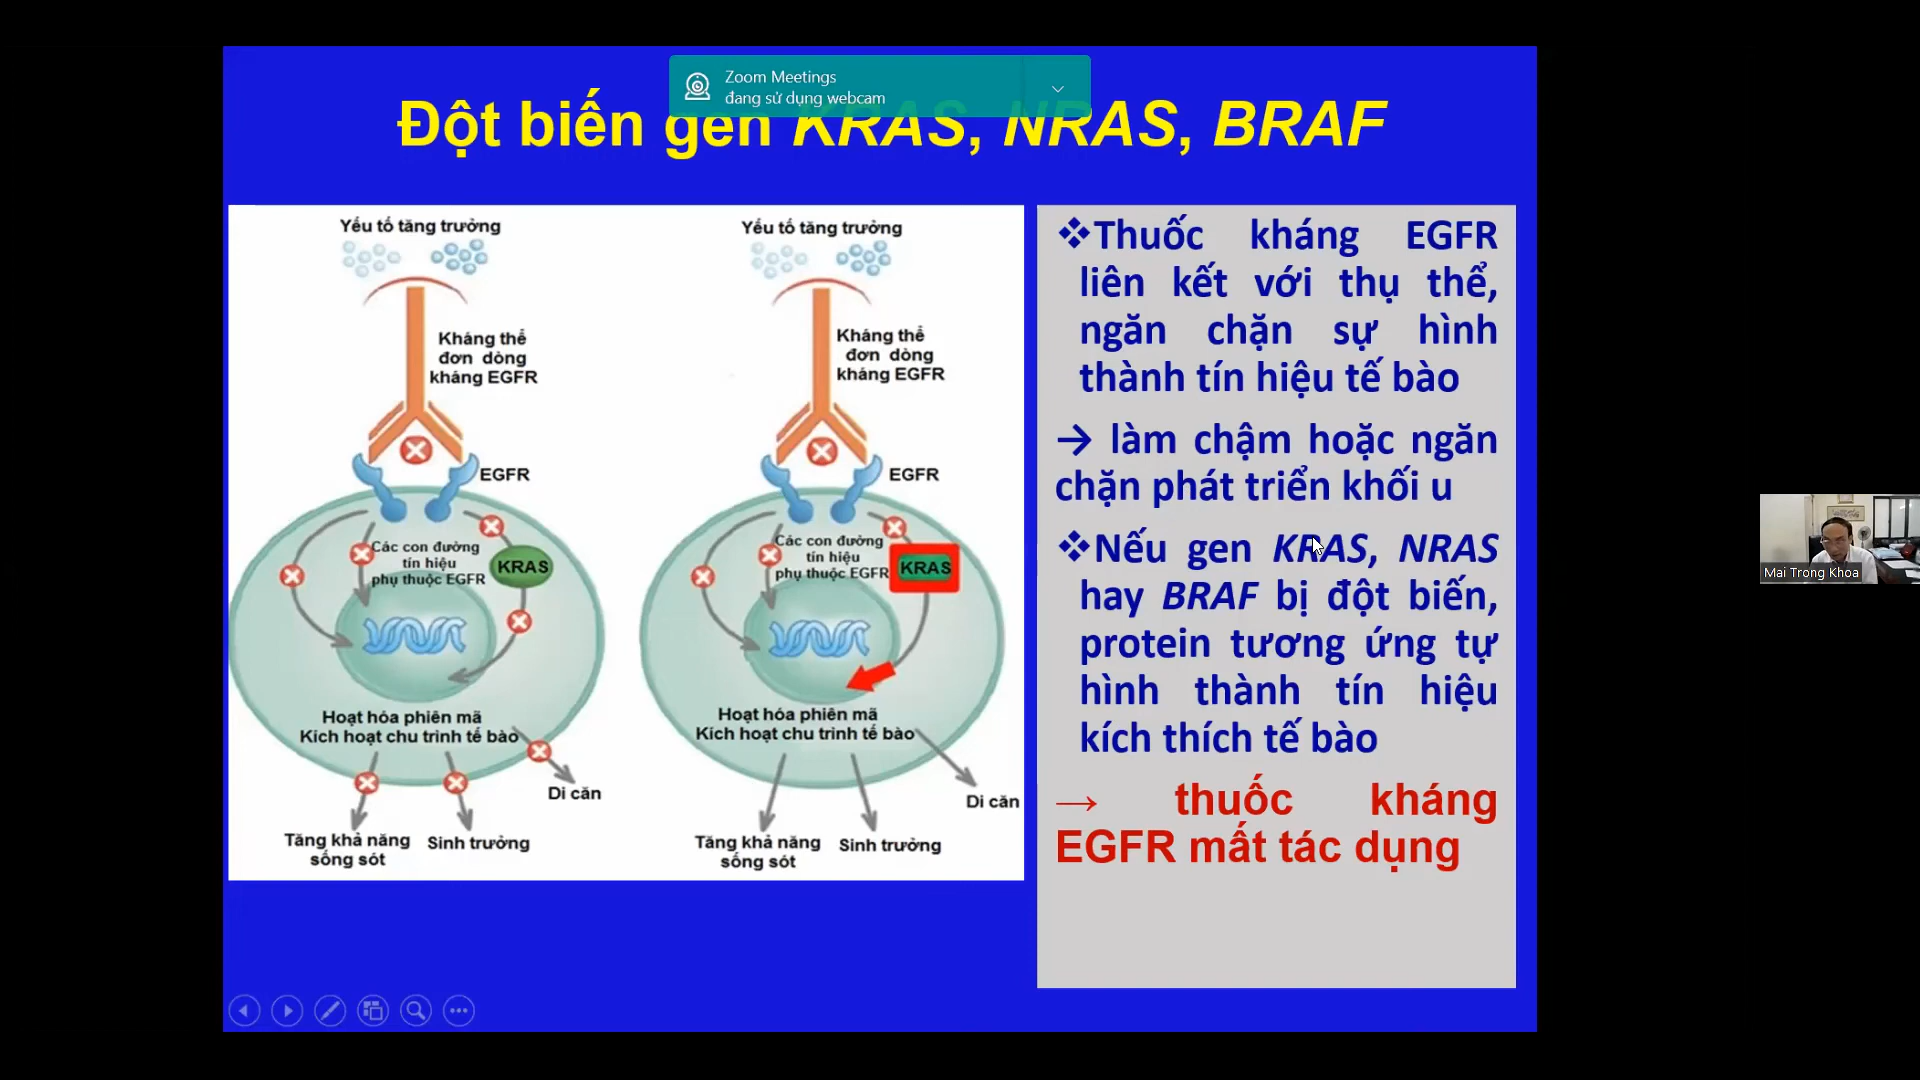 Zoom Meetings
đang sử dụng webcam
Đột biến gen KRAS, NRAS, BRAF
Yếu tố tăng trưởng
Kháng thể
đơn dòng
kháng EGFR
EGFR
Các con đường
tín hiệu
phụ thuộc EGFR
KRAS
Hoạt hóa phiên mã
Kích hoạt chu trình tế bào
Di căn
Tăng khả năng
sống sót
Sinh trưởng
Yếu tố tăng trưởng
Kháng thể
đơn dòng
kháng EGFR
EGFR
Các con đường
tín hiệu
phụ thuộc EGFR
KRAS
Hoạt hóa phiên mã
Kích hoạt chu trình tế bào
Di căn
Tăng khả năng
sống sót
Sinh trưởng
❖Thuốc kháng EGFR
liên kết với thụ thể,
ngăn chặn sự hình
thành tín hiệu tế bào
→ làm chậm hoặc ngăn
chặn phát triển khối u
❖Nếu gen KRAS, NRAS
hay BRAF bị đột biến,
protein tương ứng tự
hình thành tín hiệu
kích thích tế bào
→ thuốc kháng
EGFR mất tác dụng
Mai Trong Khoa